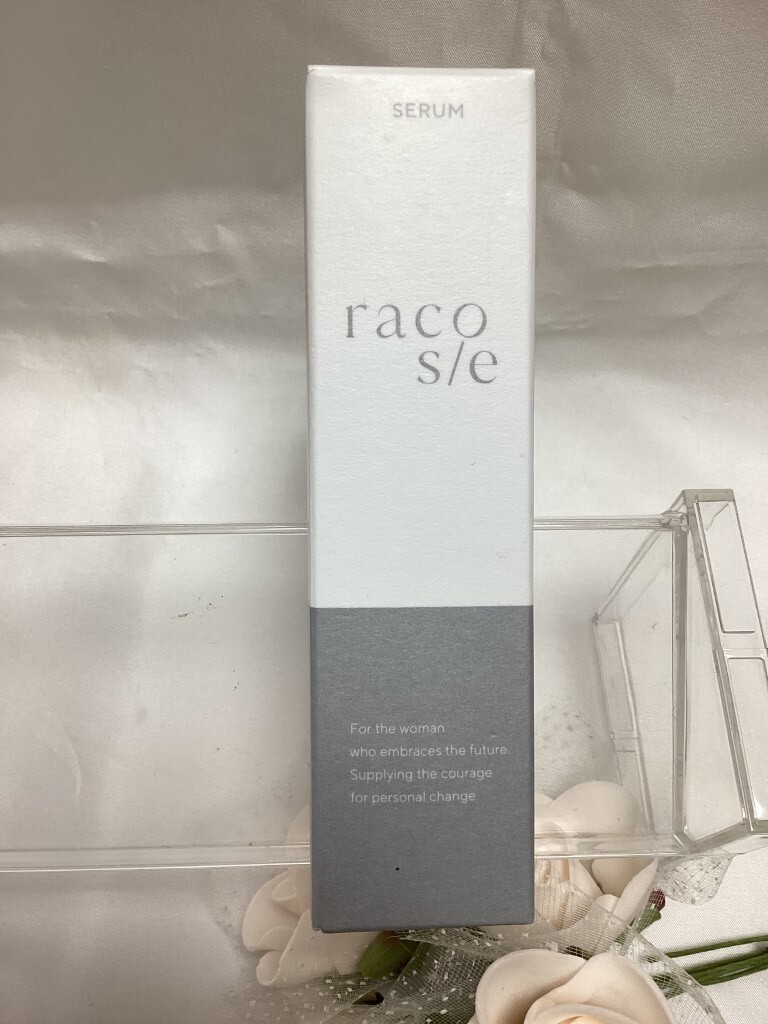 SERUM
raco
s/e
For the woman
who embraces the future.
Supplying the courage
for personal change.